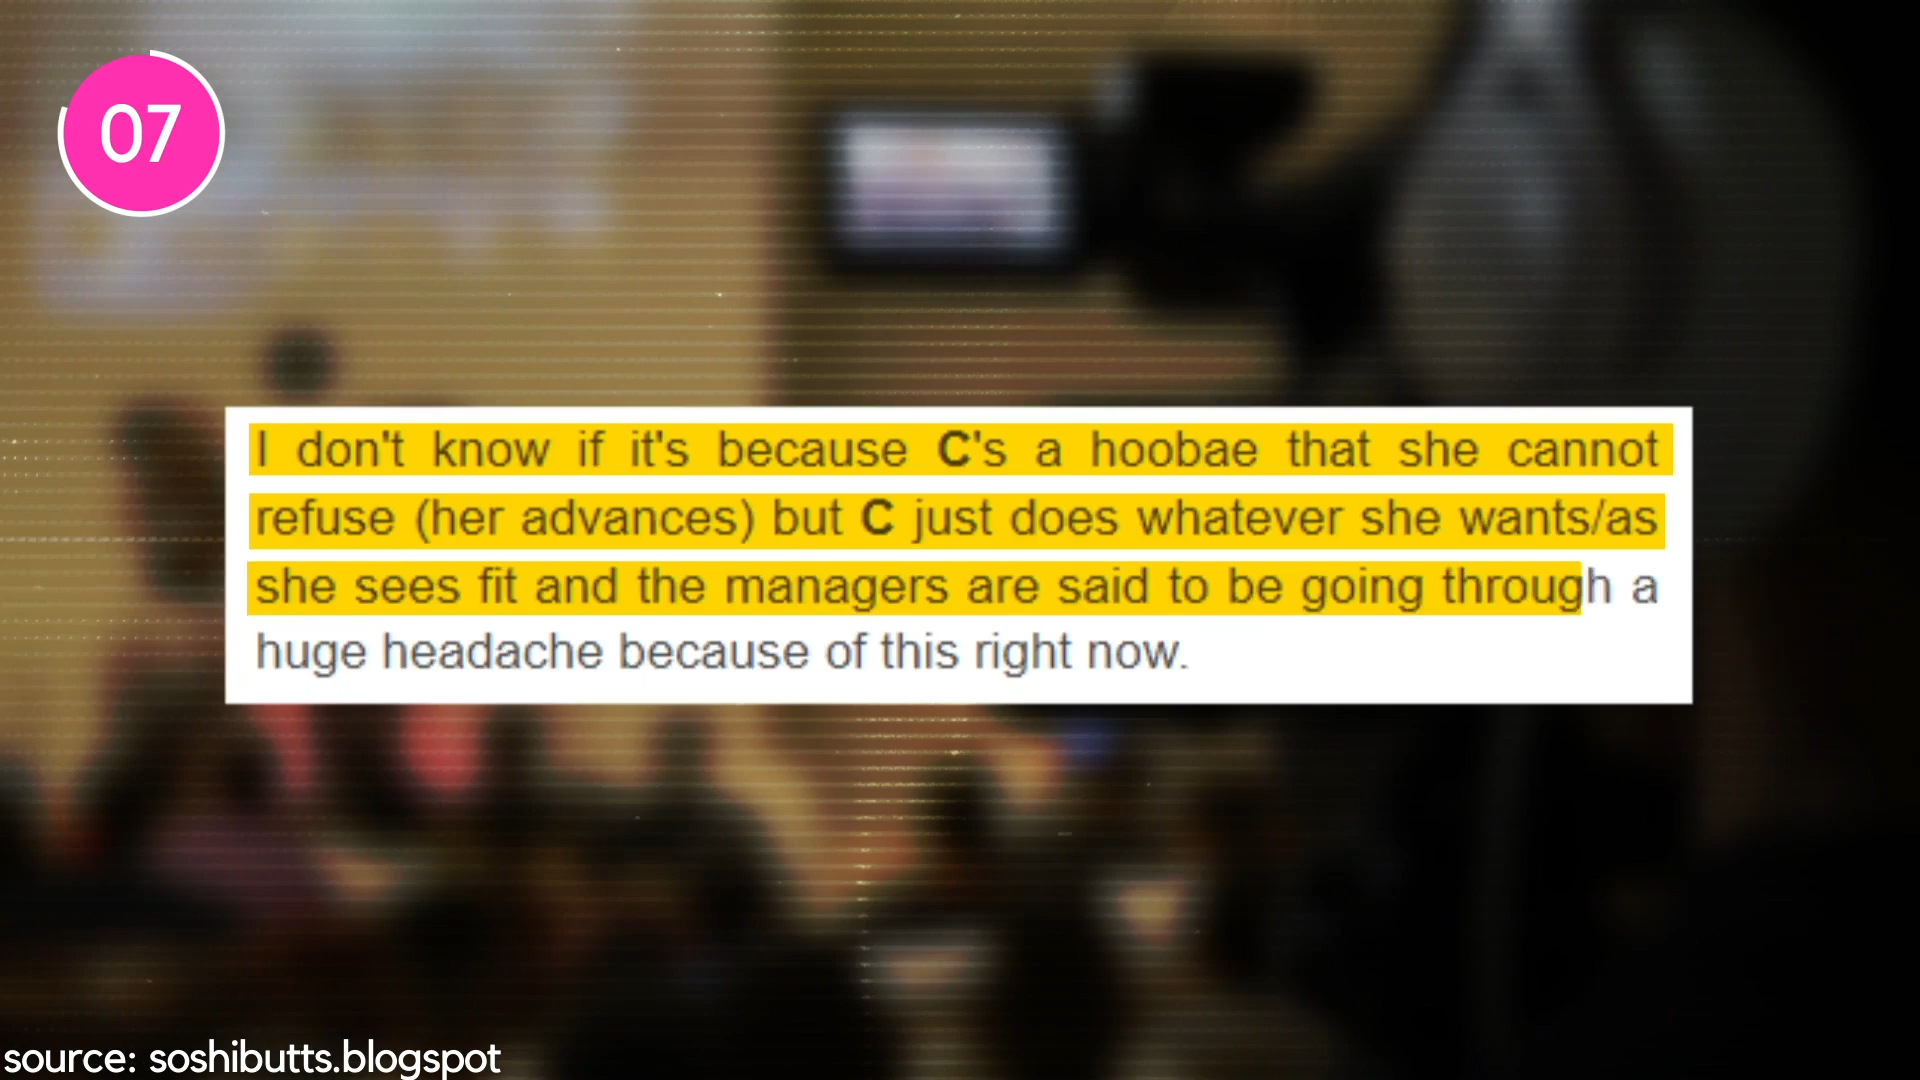 07
I don't know if it's because C's a hoobae that she cannot
refuse (her advances) but C just does whatever she wants/as
she sees fit and the managers are said to be going through a
huge headache because of this right now.
source: soshibutts.blogspot